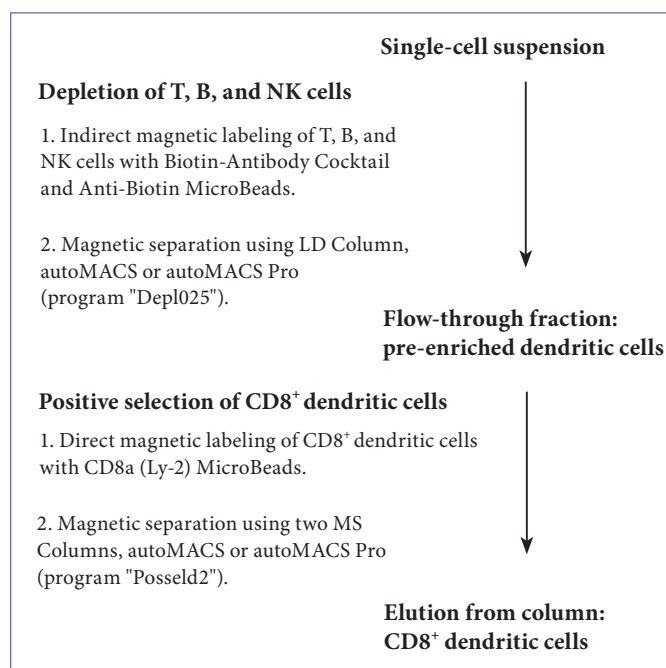 Single-cell suspension
Depletion of T, B, and NK cells
1. Indirect magnetic labeling of T, B, and
NK cells with Biotin-Antibody Cocktail
and Anti-Biotin MicroBeads.
2. Magnetic separation using LD Column,
autoMACS or autoMACS Pro
(program "Depl025").
Flow-through fraction:
pre-enriched dendritic cells
Positive selection of CD8⁺ dendritic cells
1. Direct magnetic labeling of CD8⁺ dendritic cells
with CD8a (Ly-2) MicroBeads.
2. Magnetic separation using two MS
Columns, autoMACS or autoMACS Pro
(program "Posseld2").
Elution from column:
CD8⁺ dendritic cells